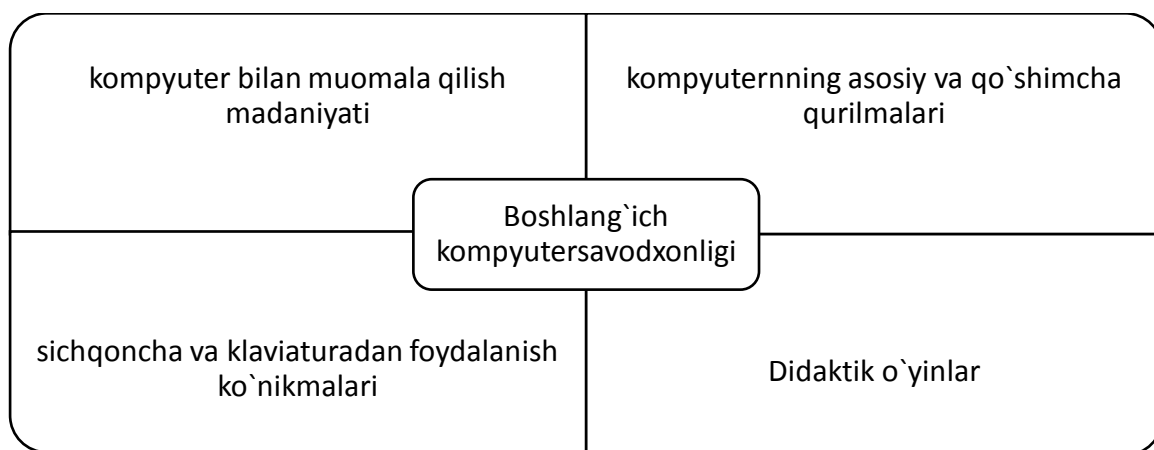 kompyuter bilan muomala qilish
madaniyati
kompyuternning asosiy va qo`shimcha
qurilmalari
Boshlang`ich
kompyutersavodxonligi
sichqoncha va klaviaturadan foydalanish
ko`nikmalari
Didaktik o`yinlar